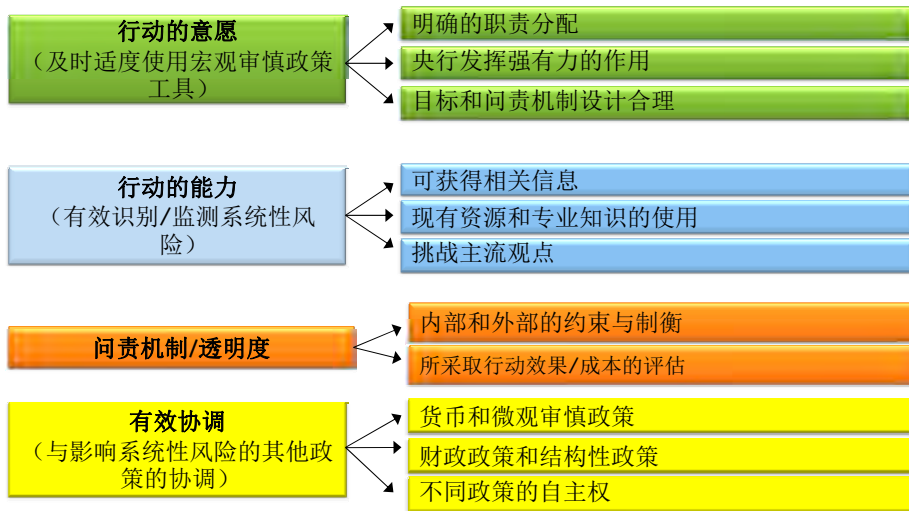 行动的意愿
（及时适度使用宏观审慎政策
工具）
明确的职责分配
央行发挥强有力的作用
目标和问责机制设计合理
行动的能力
（有效识别/监测系统性风
险）
可获得相关信息
现有资源和专业知识的使用
挑战主流观点
问责机制/透明度
内部和外部的约束与制衡
所采取行动效果/成本的评估
有效协调
（与影响系统性风险的其他政
策的协调）
货币和微观审慎政策
财政政策和结构性政策
不同政策的自主权